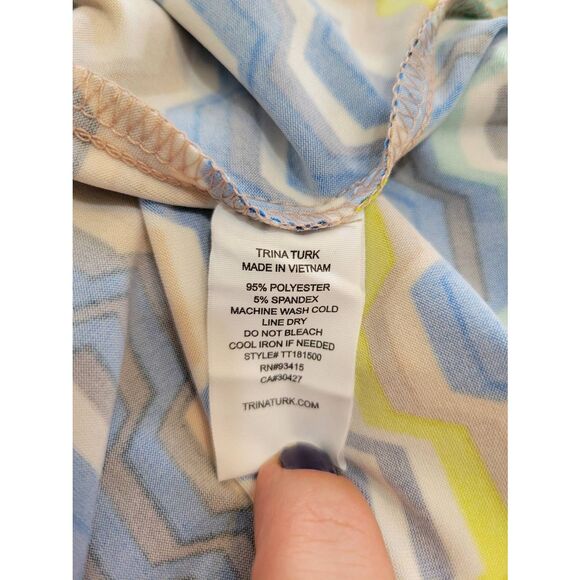 TRINA TURK
MADE IN VIETNAM
95% POLYESTER
5% SPANDEX
MACHINE WASH COLD
LINE DRY
DO NOT BLEACH
COOL IRON IF NEEDED
STYLE# TT181500
RN#93415
CA#30427
TRINATURK.COM